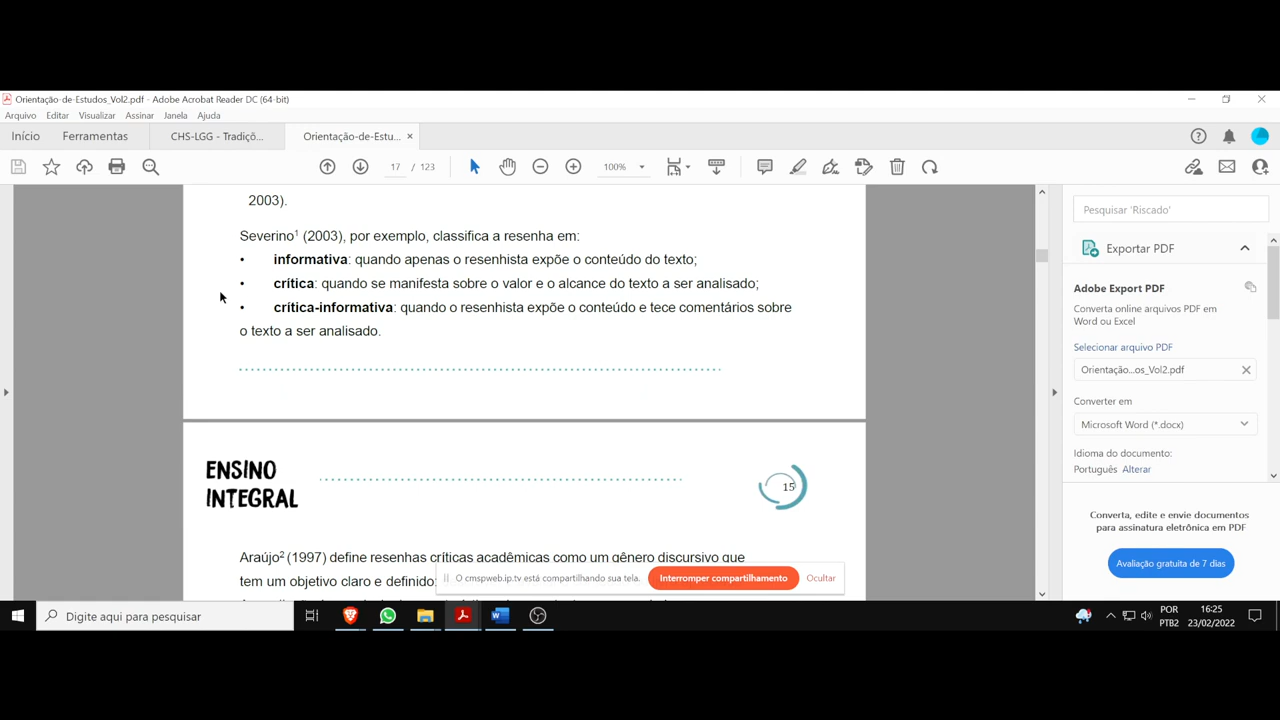 Orientação-de-Estudos_Vol2.pdf - Adobe Acrobat Reader DC (64-bit)
Arquivo Editar Visualizar Assinar Janela Ajuda
Início Ferramentas CHS-LGG - Tradiçõ... Orientação-de-Estu... ×
17 / 123 100%
2003).
Severino¹ (2003), por exemplo, classifica a resenha em:
• informativa: quando apenas o resenhista expõe o conteúdo do texto;
• crítica: quando se manifesta sobre o valor e o alcance do texto a ser analisado;
• crítica-informativa: quando o resenhista expõe o conteúdo e tece comentários sobre
o texto a ser analisado.
ENSINO
INTEGRAL
15
Araújo² (1997) define resenhas críticas acadêmicas como um gênero discursivo que
tem um objetivo claro e definido;
Pesquisar 'Riscado'
Exportar PDF
Adobe Export PDF
Converta online arquivos PDF em
Word ou Excel
Selecionar arquivo PDF
Orientação...os_Vol2.pdf
Converter em
Microsoft Word (*.docx)
Idioma do documento:
Português Alterar
Converta, edite e envie documentos
para assinatura eletrônica em PDF
Avaliação gratuita de 7 dias
O cmspweb.ip.tv está compartilhando sua tela. Interromper compartilhamento Ocultar
Digite aqui para pesquisar
POR
PTB2
16:25
23/02/2022